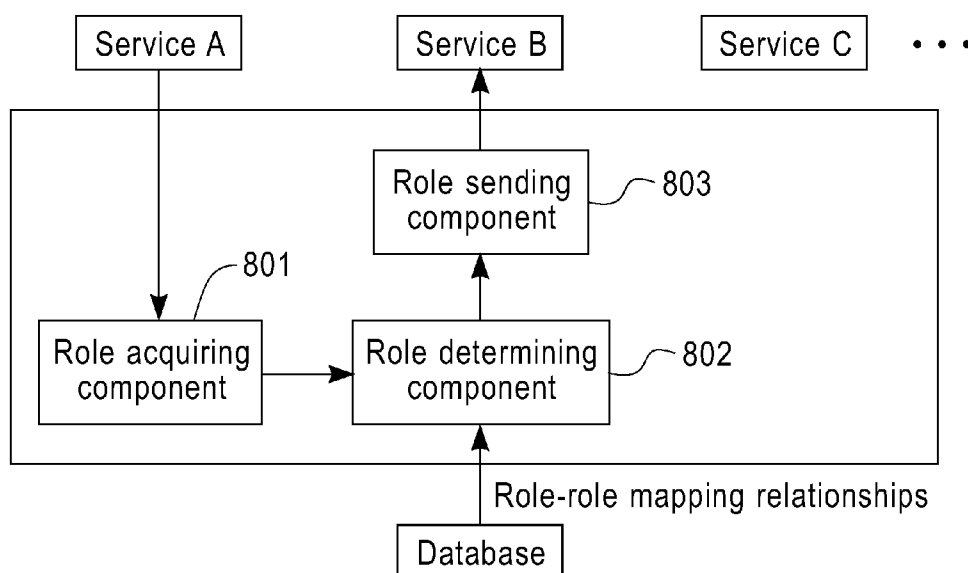 Service A
Service B
Service C
• • •
Role sending
component
803
801
Role acquiring
component
Role determining
component
802
Role-role mapping relationships
Database